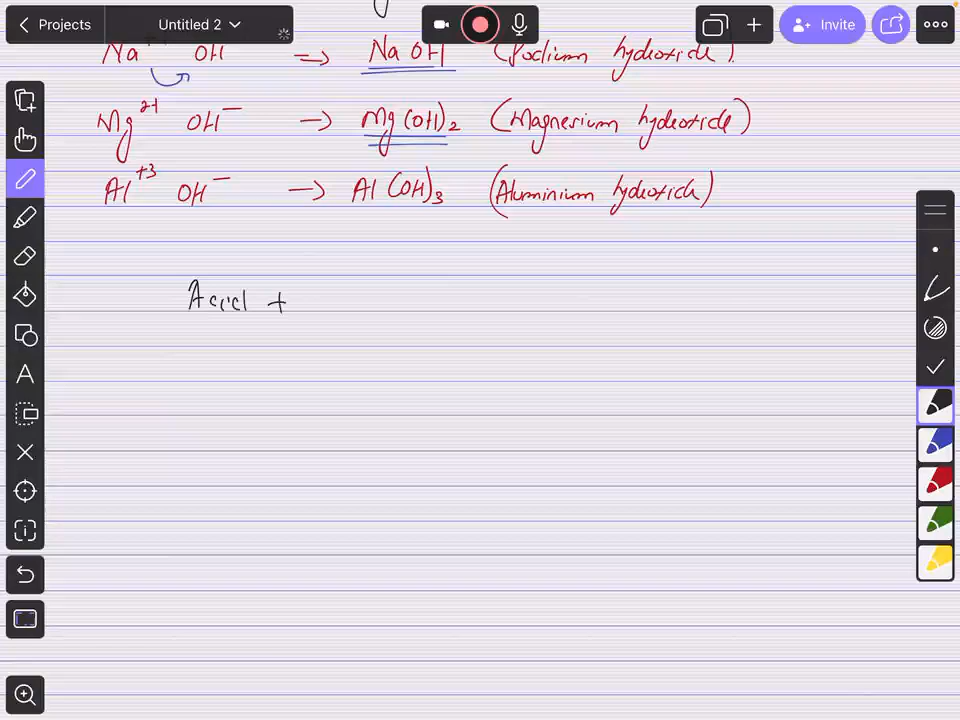 Projects Untitled 2 Invite
Na OH → NaOH (Sodium hydroxide)
Mg 2+ OH⁻ → Mg(OH)₂ (Magnesium hydroxide)
Al +3 OH⁻ → Al(OH)₃ (Aluminium hydroxide)
Acid +